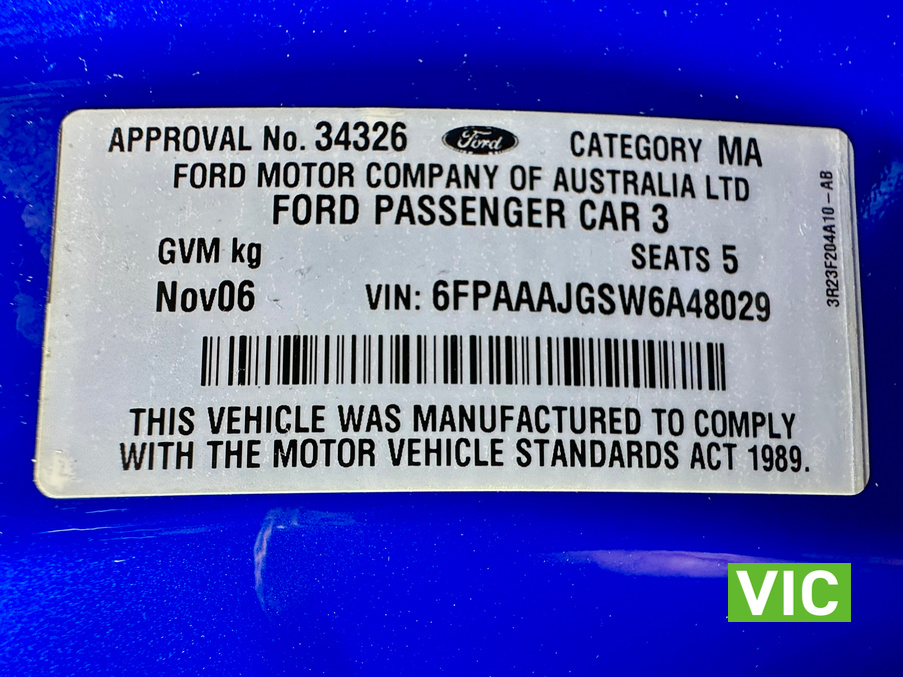 APPROVAL No. 34326 Ford CATEGORY MA
FORD MOTOR COMPANY OF AUSTRALIA LTD
FORD PASSENGER CAR 3
GVM kg SEATS 5
Nov06 VIN: 6FPAAAJGSW6A48029
THIS VEHICLE WAS MANUFACTURED TO COMPLY
WITH THE MOTOR VEHICLE STANDARDS ACT 1989.
3R23F204A10-AB
VIC